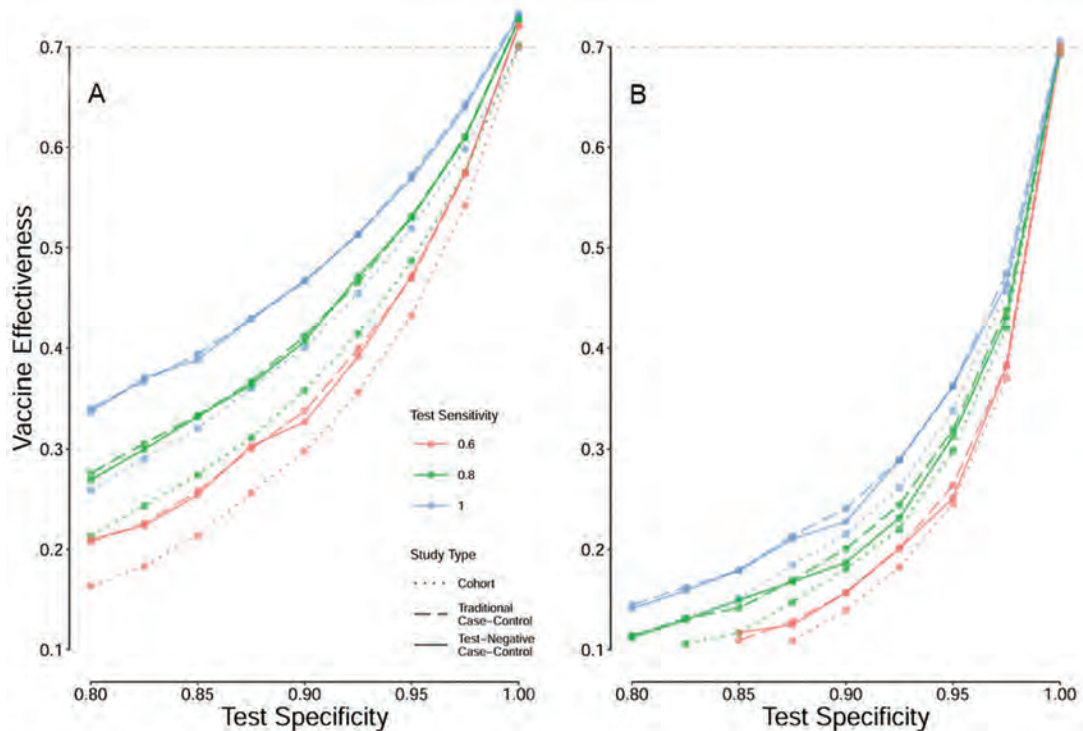 A
B
Vaccine Effectiveness
0.7
0.6
0.5
0.4
0.3
0.2
0.1
0.7
0.6
0.5
0.4
0.3
0.2
0.1
Test Sensitivity
0.6
0.8
1
Study Type
Cohort
Traditional
Case-Control
Test-Negative
Case-Control
0.80 0.85 0.90 0.95 1.00
0.80 0.85 0.90 0.95 1.00
Test Specificity
Test Specificity